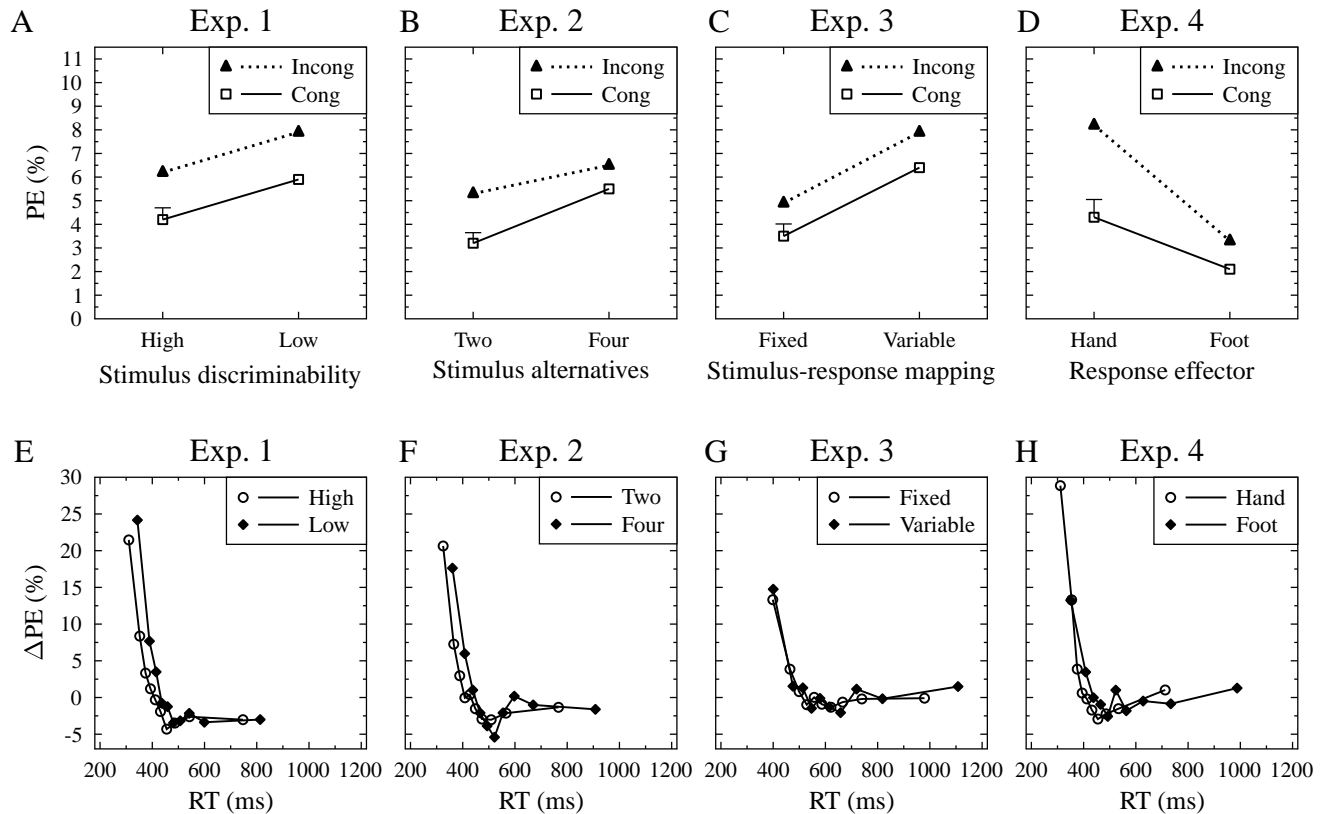 A Exp. 1
Incong
Cong
PE (%)
11
10
9
8
7
6
5
4
3
2
1
0
High Low
Stimulus discriminability
B Exp. 2
Incong
Cong
Two Four
Stimulus alternatives
C Exp. 3
Incong
Cong
Fixed Variable
Stimulus-response mapping
D Exp. 4
Incong
Cong
Hand Foot
Response effector
E Exp. 1
High
Low
ΔPE (%)
30
25
20
15
10
5
0
-5
200 400 600 800 1000 1200
RT (ms)
F Exp. 2
Two
Four
200 400 600 800 1000 1200
RT (ms)
G Exp. 3
Fixed
Variable
200 400 600 800 1000 1200
RT (ms)
H Exp. 4
Hand
Foot
200 400 600 800 1000 1200
RT (ms)